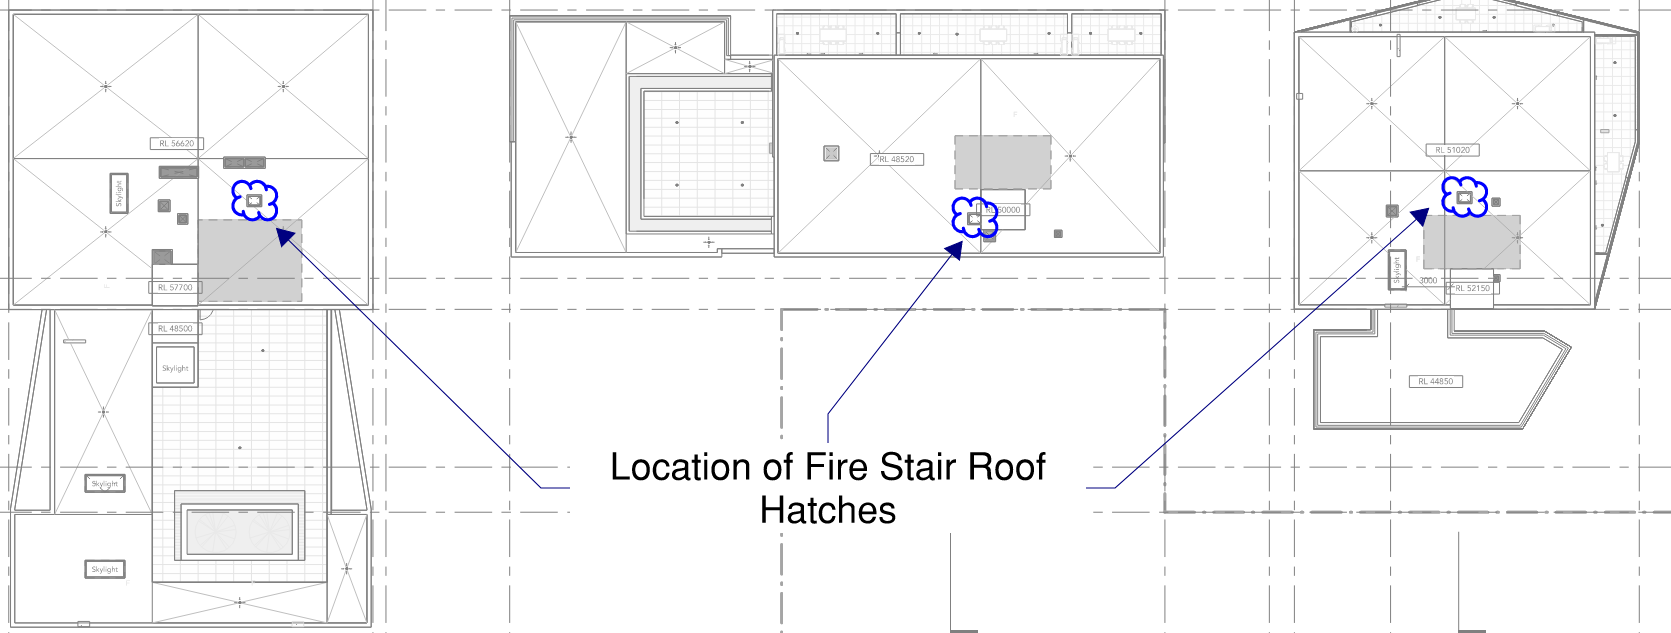 RL 56620
Skylight
RL 57700
RL 48500
Skylight
Skylight
Skylight
RL 48520
RL 50000
RL 51020
Skylight
3000
RL 52150
RL 44850
Location of Fire Stair Roof
Hatches